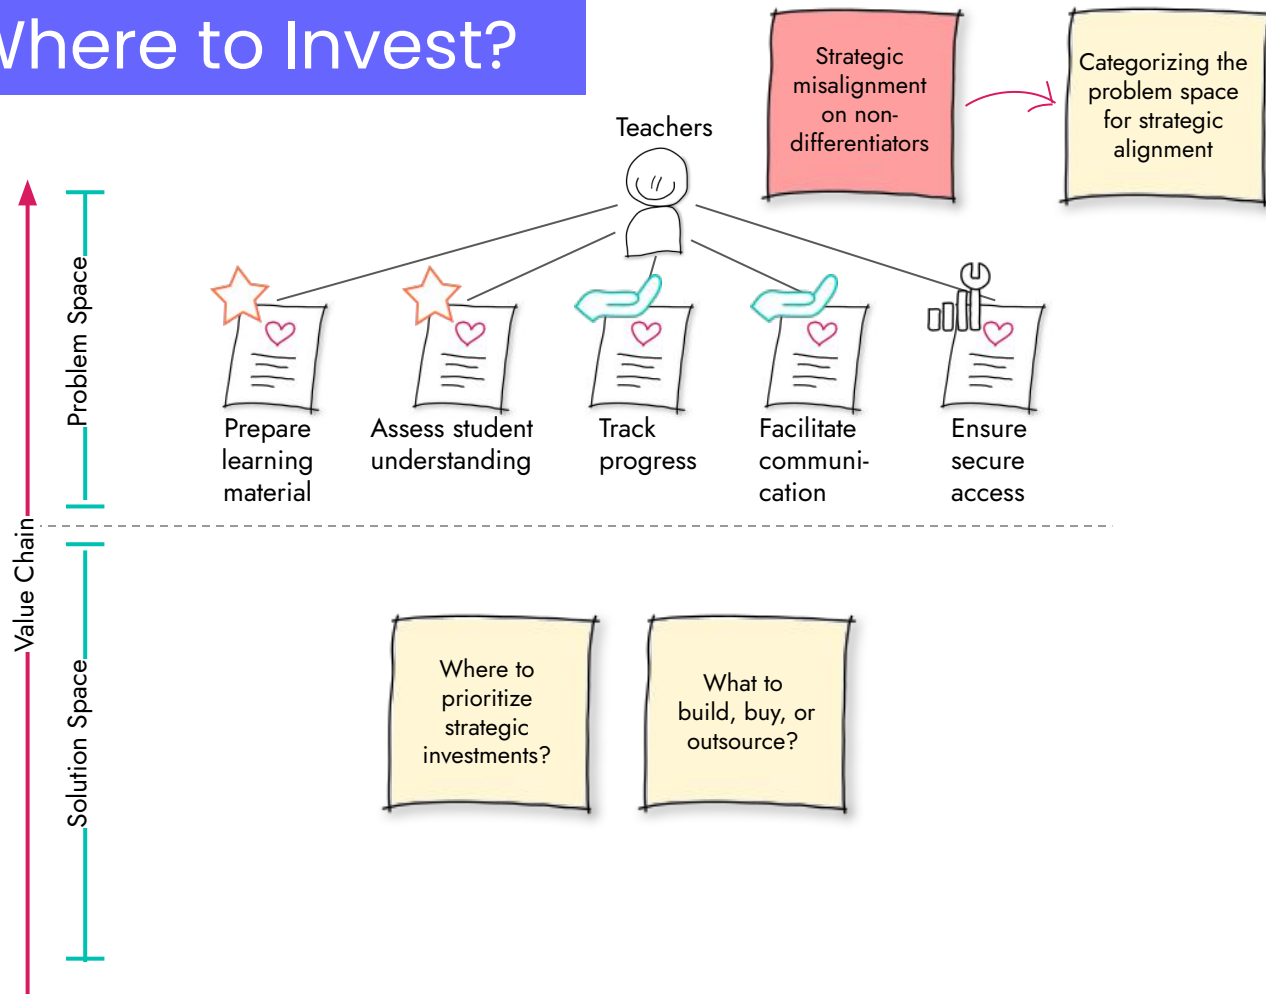 Where to Invest?
Strategic
misalignment
on non-
differentiators
Categorizing the
problem space
for strategic
alignment
Teachers
Problem Space
Prepare
learning
material
Assess student
understanding
Track
progress
Facilitate
communi-
cation
Ensure
secure
access
Value Chain
Solution Space
Where to
prioritize
strategic
investments?
What to
build, buy, or
outsource?